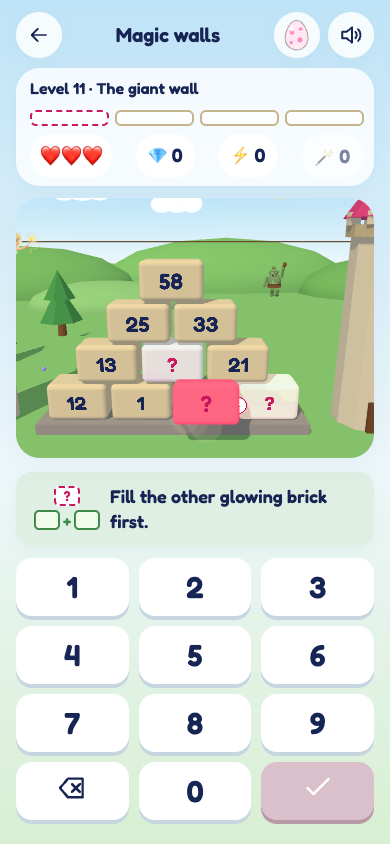 Magic walls
Level 11 · The giant wall
0
0
0
58
25 33
13 ? 21
12 1 ? ?
?
+
Fill the other glowing brick
first.
1 2 3
4 5 6
7 8 9
0